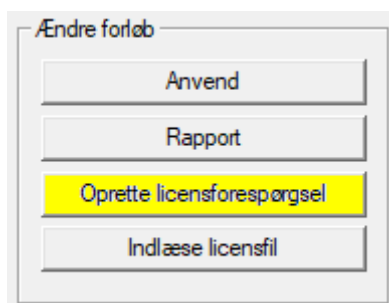 Ændre forløb
Anvend
Rapport
Oprette licensforespørgsel
Indlæse licensfil